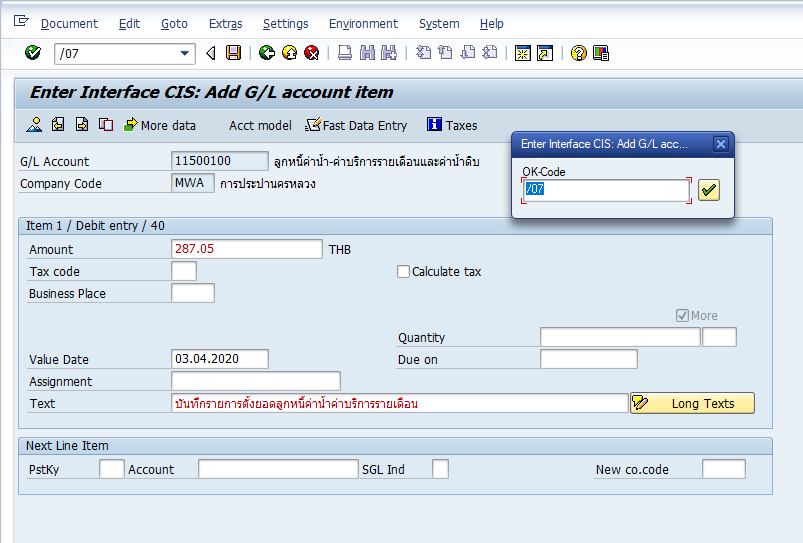 Document Edit Goto Extras Settings Environment System Help
/07
Enter Interface CIS: Add G/L account item
More data Acct model Fast Data Entry Taxes
Enter Interface CIS: Add G/L acc...
OK-Code
/07
G/L Account 11500100 ลูกหนี้ค่าน้ำ-ค่าบริการรายเดือนและค่าน้ำดิบ
Company Code MWA การประปานครหลวง
Item 1 / Debit entry / 40
Amount 287.05 THB
Tax code Calculate tax
Business Place
More
Quantity
Value Date 03.04.2020 Due on
Assignment
Text บันทึกรายการตั้งยอดลูกหนี้ค่าน้ำค่าบริการรายเดือน Long Texts
Next Line Item
PstKy Account SGL Ind New co.code